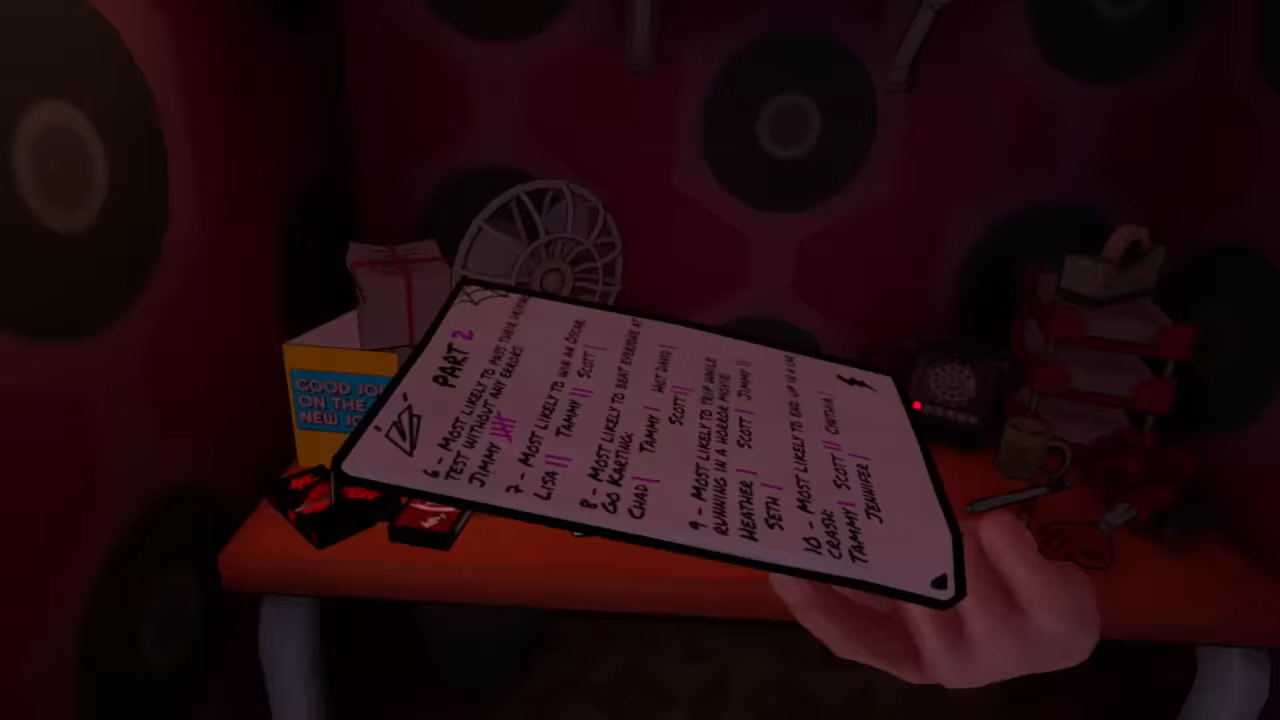 GOOD JO
ON THE
NEW JO
PART 2
6 - MOST LIKELY TO PASS THEIR
TEST WITHOUT ANY ERRORS:
JIMMY
7 - MOST LIKELY TO WIN AN OSCAR
LISA TAMMY SCOTT
8 - MOST LIKELY TO BEAT EVERYONE AT
GO KARTING:
CHAD TAMMY HOT DAVID
SCOTT
9 - MOST LIKELY TO TRIP WHILE
RUNNING IN A HORROR MOVIE
HEATHER SCOTT JIMMY
SETH
10 - MOST LIKELY TO END UP IN A CAR
CRASH:
TAMMY SCOTT CYNTHIA
JENNIFER